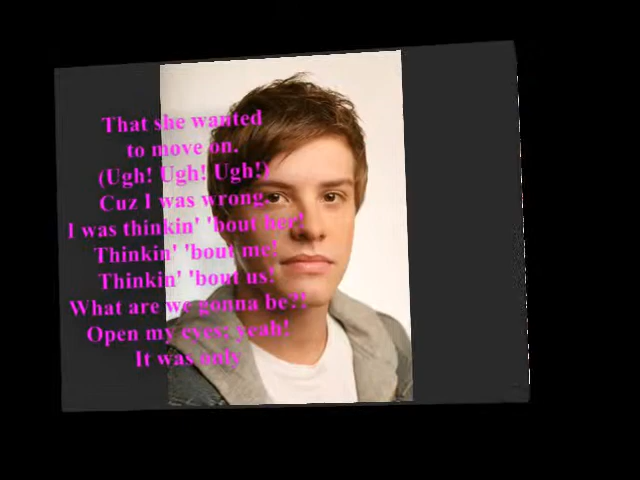 That she wanted
to move on.
(Ugh! Ugh! Ugh!)
Cuz I was wrong.
I was thinkin' 'bout her!
Thinkin' 'bout me!
Thinkin' 'bout us!
What are we gonna be?!
Open my eyes; yeah!
It was only